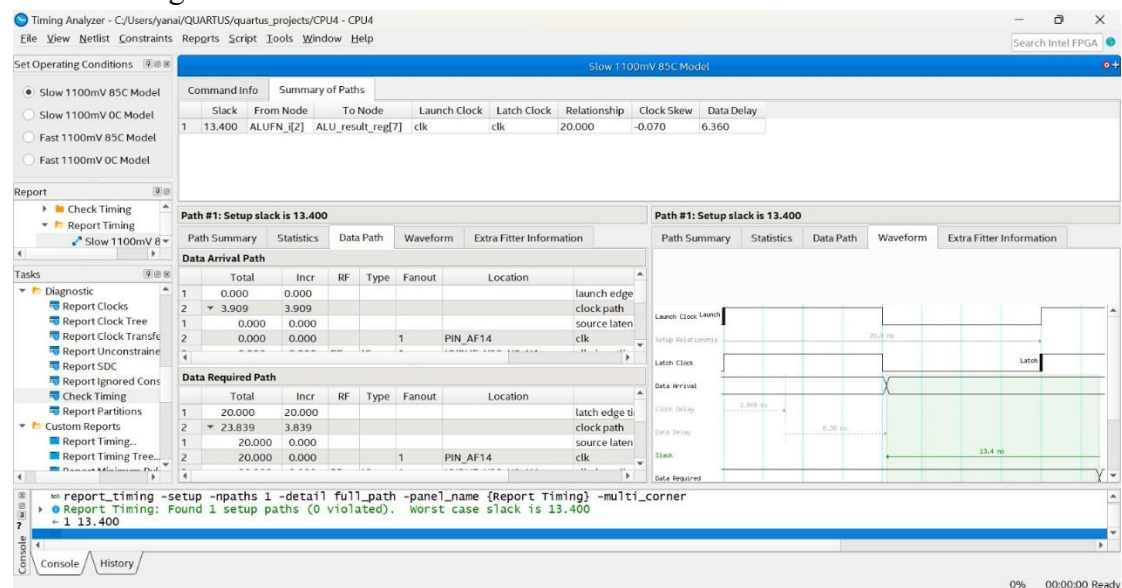 Timing Analyzer - C:/Users/yanai/QUARTUS/quartus_projects/CPU4 - CPU4
File View Netlist Constraints Reports Script Tools Window Help
Search Intel FPGA
Set Operating Conditions
Slow 1100mV 85C Model
Slow 1100mV 0C Model
Fast 1100mV 85C Model
Fast 1100mV 0C Model
Report
Check Timing
Report Timing
Slow 1100mV 8
Tasks
Diagnostic
Report Clocks
Report Clock Tree
Report Clock Transfe
Report Unconstraine
Report SDC
Report Ignored Cons
Check Timing
Report Partitions
Custom Reports
Report Timing...
Report Timing Tree...
Slow 1100mV 85C Model
Command Info Summary of Paths
Slack From Node To Node Launch Clock Latch Clock Relationship Clock Skew Data Delay
1 13.400 ALUFN_i[2] ALU_result_reg[7] clk clk 20.000 -0.070 6.360
Path #1: Setup slack is 13.400
Path Summary Statistics Data Path Waveform Extra Fitter Information
Data Arrival Path
Total Incr RF Type Fanout Location
1 0.000 0.000 launch edge
2 3.909 3.909 clock path
1 0.000 0.000 source laten
2 0.000 0.000 1 PIN_AF14 clk
Data Required Path
Total Incr RF Type Fanout Location
1 20.000 20.000 latch edge ti
2 23.839 3.839 clock path
1 20.000 0.000 source laten
2 20.000 0.000 1 PIN_AF14 clk
Path #1: Setup slack is 13.400
Path Summary Statistics Data Path Waveform Extra Fitter Information
Launch Clock Launch
Setup Relationship 20.0 ns
Latch Clock Latch
Data Arrival
Clock Delay 3.909 ns
Data Delay 6.36 ns
Slack 13.4 ns
Data Required
report_timing -setup -npaths 1 -detail full_path -panel_name {Report Timing} -multi_corner
Report Timing: Found 1 setup paths (0 violated). Worst case slack is 13.400
1 13.400
Console
Console History
0% 00:00:00 Ready